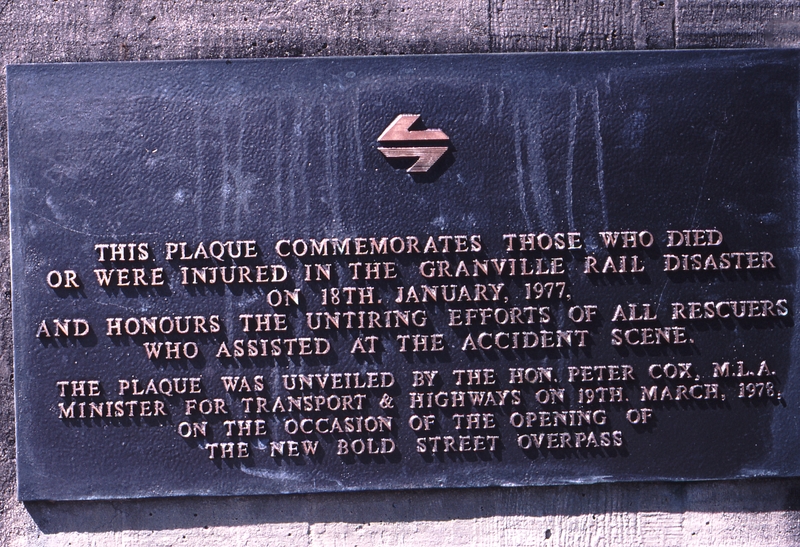 THIS PLAQUE COMMEMORATES THOSE WHO DIED
OR WERE INJURED IN THE GRANVILLE RAIL DISASTER
ON 18TH. JANUARY, 1977,
AND HONOURS THE UNTIRING EFFORTS OF ALL RESCUERS
WHO ASSISTED AT THE ACCIDENT SCENE.
THE PLAQUE WAS UNVEILED BY THE HON. PETER COX, M.L.A.
MINISTER FOR TRANSPORT & HIGHWAYS ON 19TH. MARCH, 1978,
ON THE OCCASION OF THE OPENING OF
THE NEW BOLD STREET OVERPASS